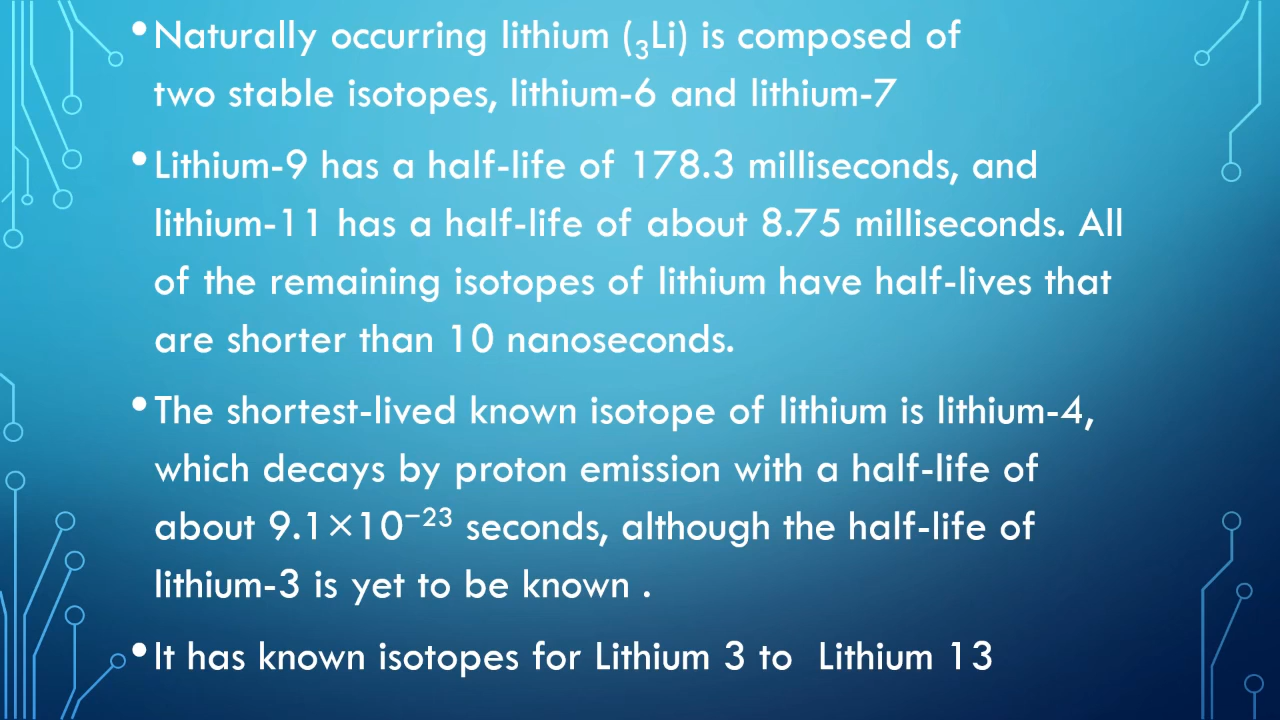 • Naturally occurring lithium (₃Li) is composed of
two stable isotopes, lithium-6 and lithium-7
• Lithium-9 has a half-life of 178.3 milliseconds, and
lithium-11 has a half-life of about 8.75 milliseconds. All
of the remaining isotopes of lithium have half-lives that
are shorter than 10 nanoseconds.
• The shortest-lived known isotope of lithium is lithium-4,
which decays by proton emission with a half-life of
about 9.1×10⁻²³ seconds, although the half-life of
lithium-3 is yet to be known .
• It has known isotopes for Lithium 3 to  Lithium 13